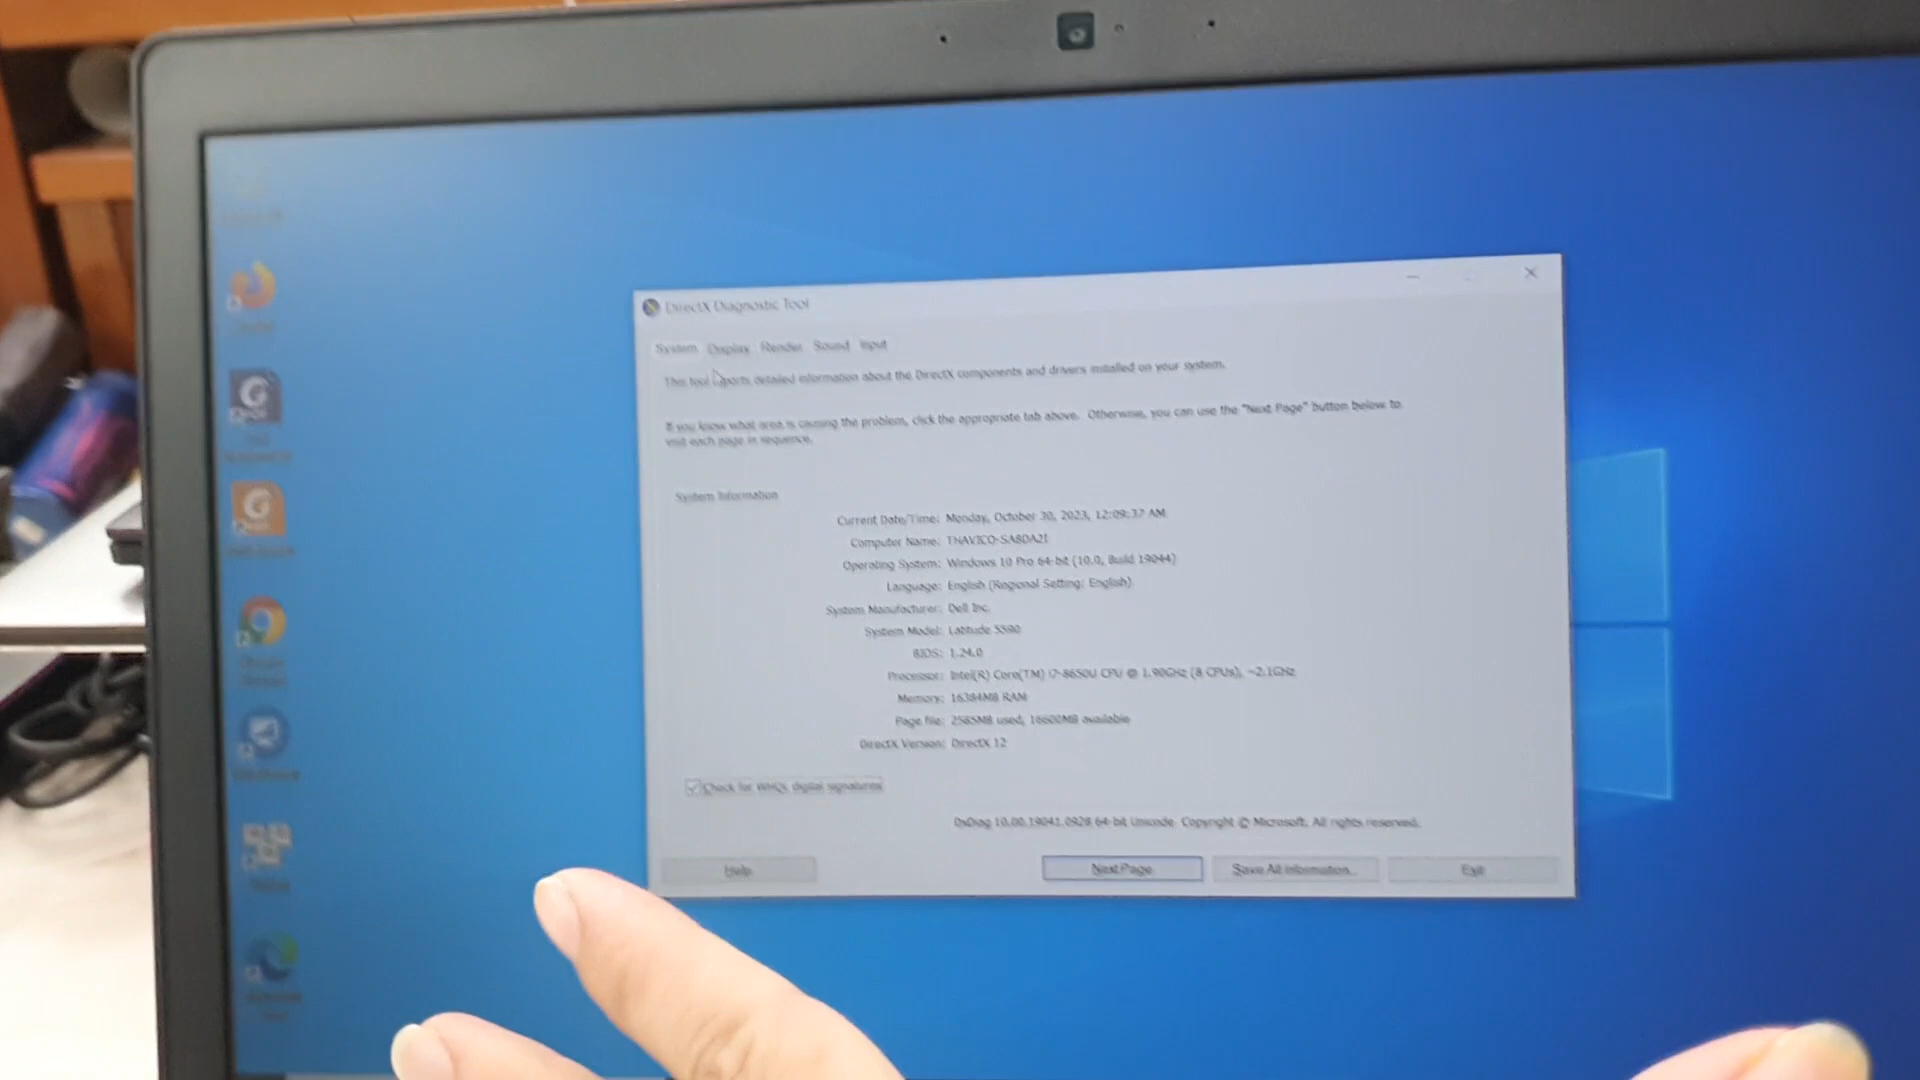 DirectX Diagnostic Tool
System Display Render Sound Input
This tool reports detailed information about the DirectX components and drivers installed on your system.
If you know what area is causing the problem, click the appropriate tab above. Otherwise, you can use the "Next Page" button below to
visit each page in sequence.
System Information
Current Date/Time: Monday, October 30, 2023, 12:09:37 AM
Computer Name: THAVICO-SA8DA21
Operating System: Windows 10 Pro 64-bit (10.0, Build 19044)
Language: English (Regional Setting: English)
System Manufacturer: Dell Inc.
System Model: Latitude 5590
BIOS: 1.24.0
Processor: Intel(R) Core(TM) i7-8650U CPU @ 1.90GHz (8 CPUs), ~2.1GHz
Memory: 16384MB RAM
Page file: 2585MB used, 16600MB available
DirectX Version: DirectX 12
Check for WHQL digital signatures
DxDiag 10.00.19041.0928 64-bit Unicode Copyright © Microsoft. All rights reserved.
Help Next Page Save All Information... Exit